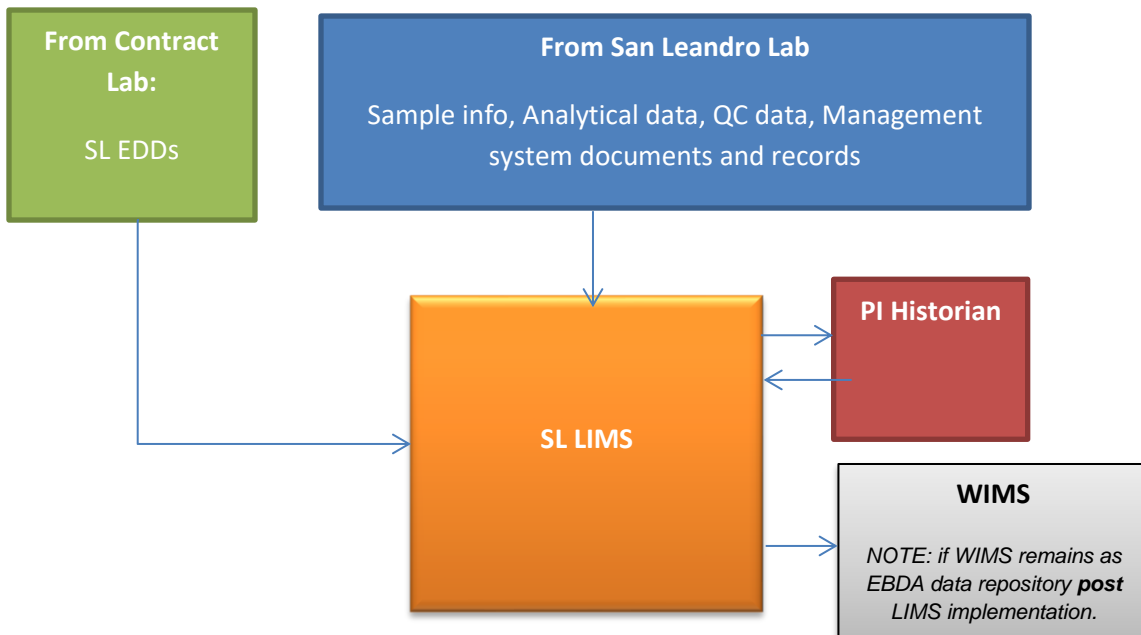 From Contract
Lab:
SL EDDs
From San Leandro Lab
Sample info, Analytical data, QC data, Management
system documents and records
PI Historian
SL LIMS
WIMS
NOTE: if WIMS remains as
EBDA data repository post
LIMS implementation.